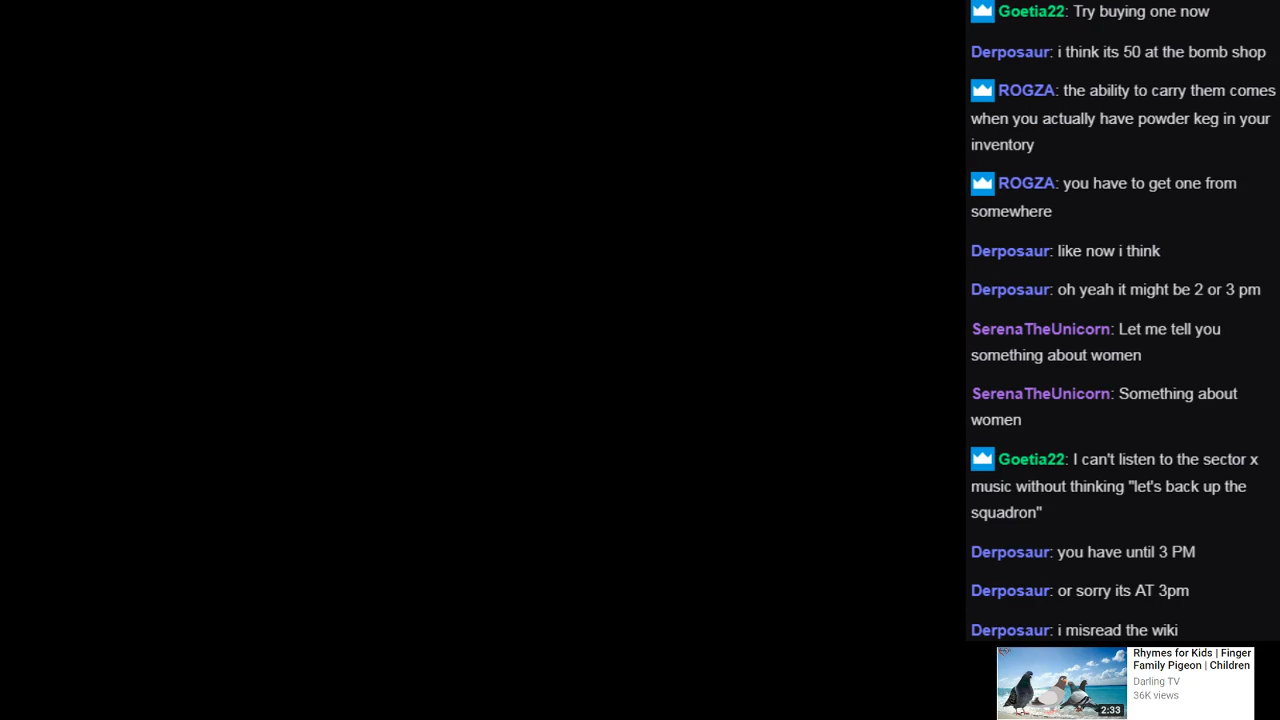 Goetia22: Try buying one now
Derposaur: i think its 50 at the bomb shop
ROGZA: the ability to carry them comes
when you actually have powder keg in your
inventory
ROGZA: you have to get one from
somewhere
Derposaur: like now i think
Derposaur: oh yeah it might be 2 or 3 pm
SerenaTheUnicorn: Let me tell you
something about women
SerenaTheUnicorn: Something about
women
Goetia22: I can't listen to the sector x
music without thinking "let's back up the
squadron"
Derposaur: you have until 3 PM
Derposaur: or sorry its AT 3pm
Derposaur: i misread the wiki
Rhymes for Kids | Finger
Family Pigeon | Children
Darling TV
36K views
2:33